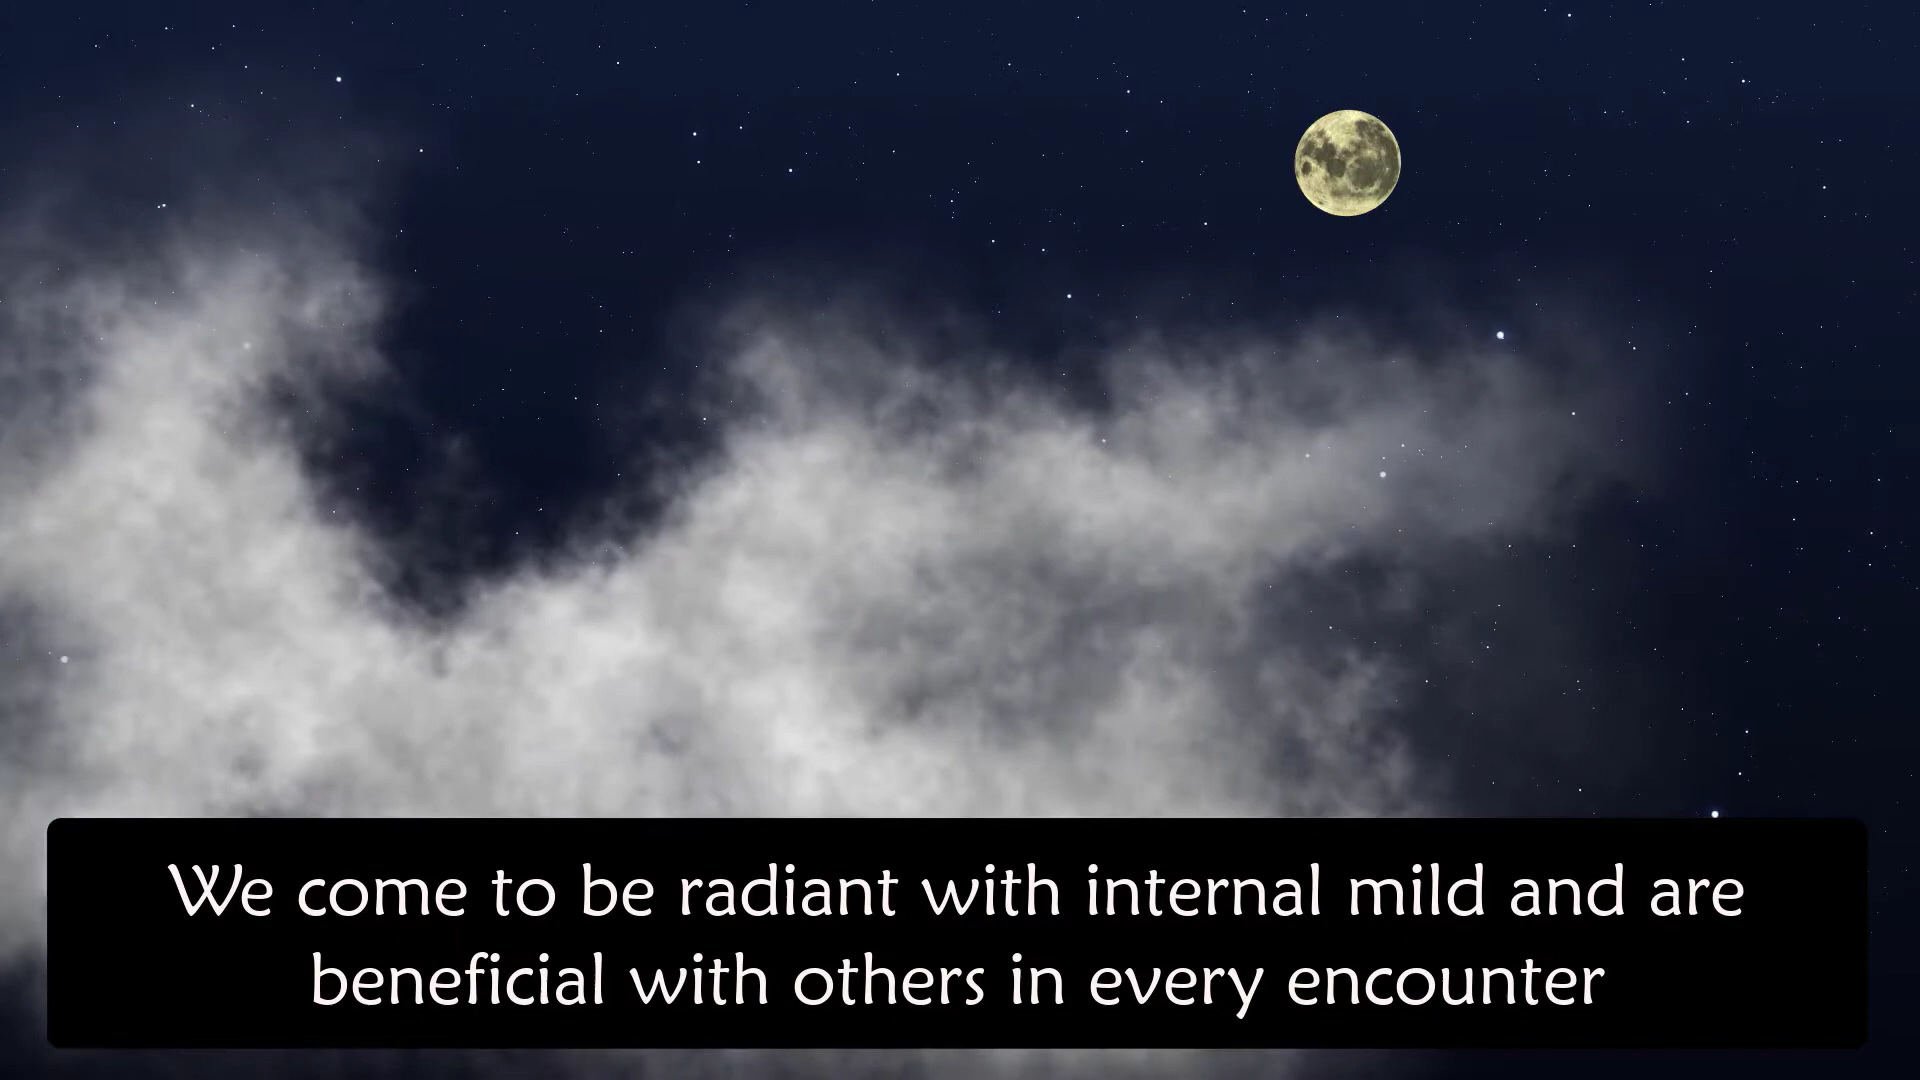 We come to be radiant with internal mild and are
beneficial with others in every encounter